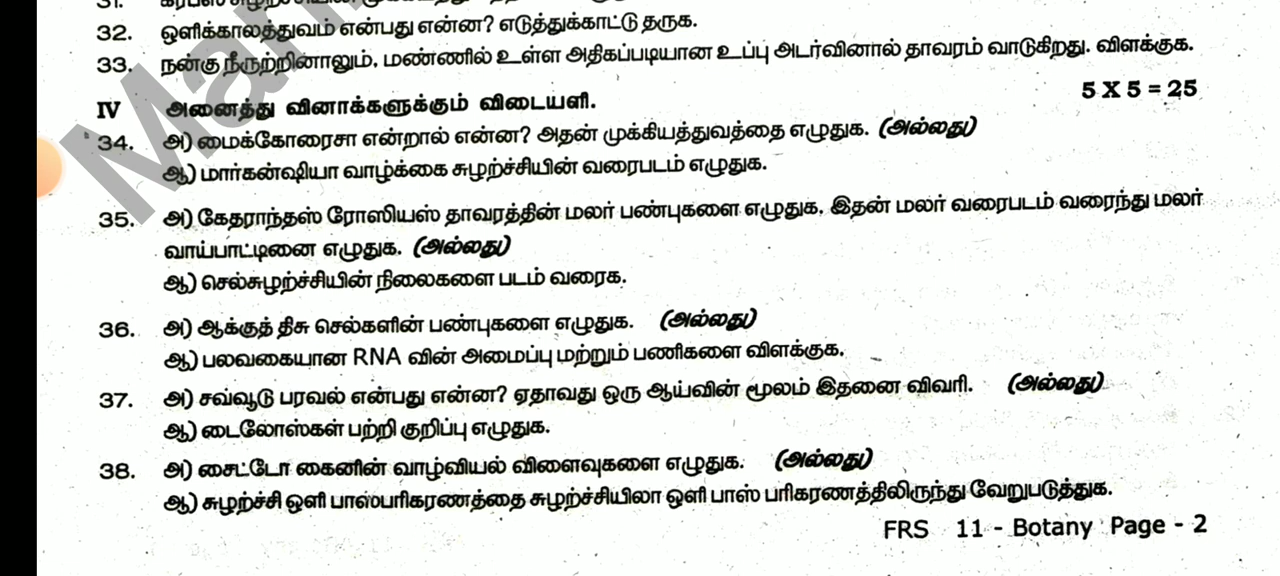 32. ஒளிக்காலத்துவம் என்பது என்ன? எடுத்துக்காட்டு தருக.
33. நன்கு நீரூற்றினாலும், மண்ணில் உள்ள அதிகப்படியான உப்பு அடர்வினால் தாவரம் வாடுகிறது. விளக்குக.
IV அனைத்து வினாக்களுக்கும் விடையளி. 5 X 5 = 25
34. அ) மைக்கோரைசா என்றால் என்ன? அதன் முக்கியத்துவத்தை எழுதுக. (அல்லது)
ஆ) மார்கன்ஷியா வாழ்க்கை சுழற்ச்சியின் வரைபடம் எழுதுக.
35. அ) கேதராந்தஸ் ரோஸியஸ் தாவரத்தின் மலர் பண்புகளை எழுதுக. இதன் மலர் வரைபடம் வரைந்து மலர்
வாய்பாட்டினை எழுதுக. (அல்லது)
ஆ) செல்சுழற்ச்சியின் நிலைகளை படம் வரைக.
36. அ) ஆக்குத் திசு செல்களின் பண்புகளை எழுதுக. (அல்லது)
ஆ) பலவகையான RNA வின் அமைப்பு மற்றும் பணிகளை விளக்குக.
37. அ) சவ்வூடு பரவல் என்பது என்ன? ஏதாவது ஒரு ஆய்வின் மூலம் இதனை விவரி. (அல்லது)
ஆ) டைலோஸ்கள் பற்றி குறிப்பு எழுதுக.
38. அ) சைட்டோ கைனின் வாழ்வியல் விளைவுகளை எழுதுக. (அல்லது)
ஆ) சுழற்ச்சி ஒளி பாஸ்பரிகரணத்தை சுழற்ச்சியிலா ஒளி பாஸ் பரிகரணத்திலிருந்து வேறுபடுத்துக.
FRS 11 - Botany Page - 2